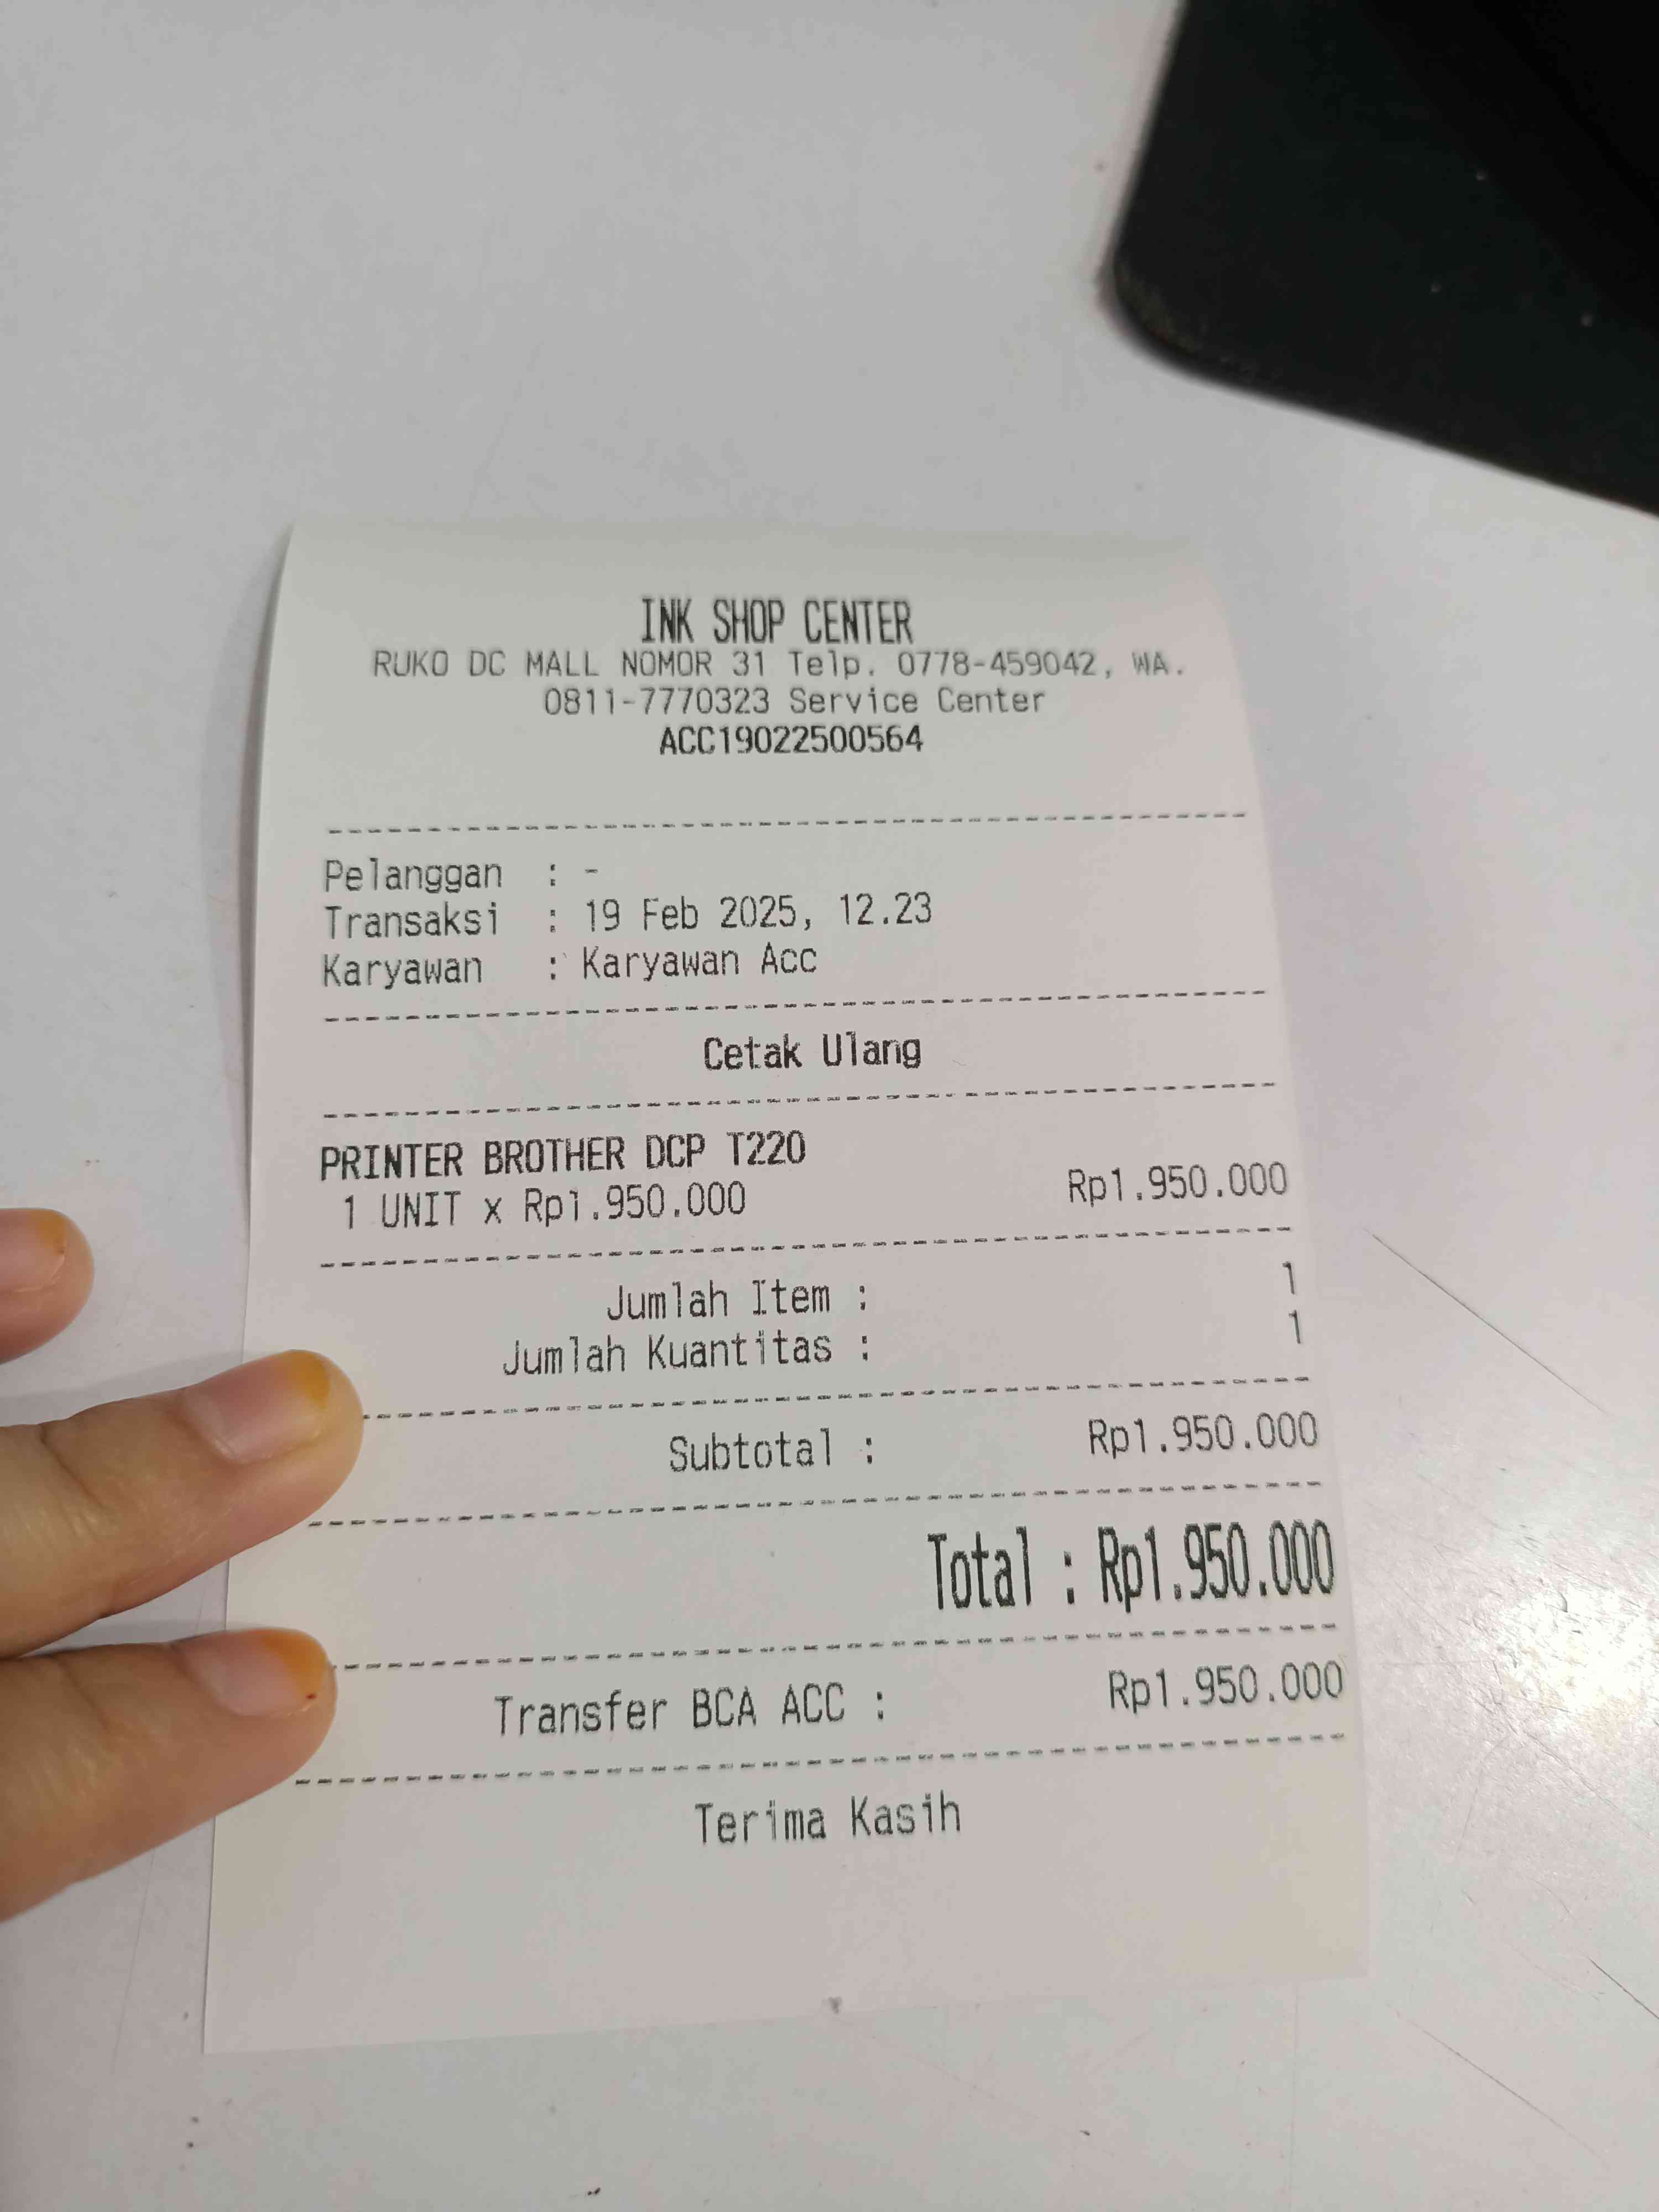 INK SHOP CENTER
RUKO DC MALL NOMOR 31 Telp. 0778-459042, WA.
0811-7770323 Service Center
ACC19022500564
Pelanggan : -
Transaksi : 19 Feb 2025, 12.23
Karyawan : Karyawan Acc
Cetak Ulang
PRINTER BROTHER DCP T220
1 UNIT x Rp1.950.000 Rp1.950.000
Jumlah Item : 1
Jumlah Kuantitas : 1
Subtotal : Rp1.950.000
Total : Rp1.950.000
Transfer BCA ACC : Rp1.950.000
Terima Kasih